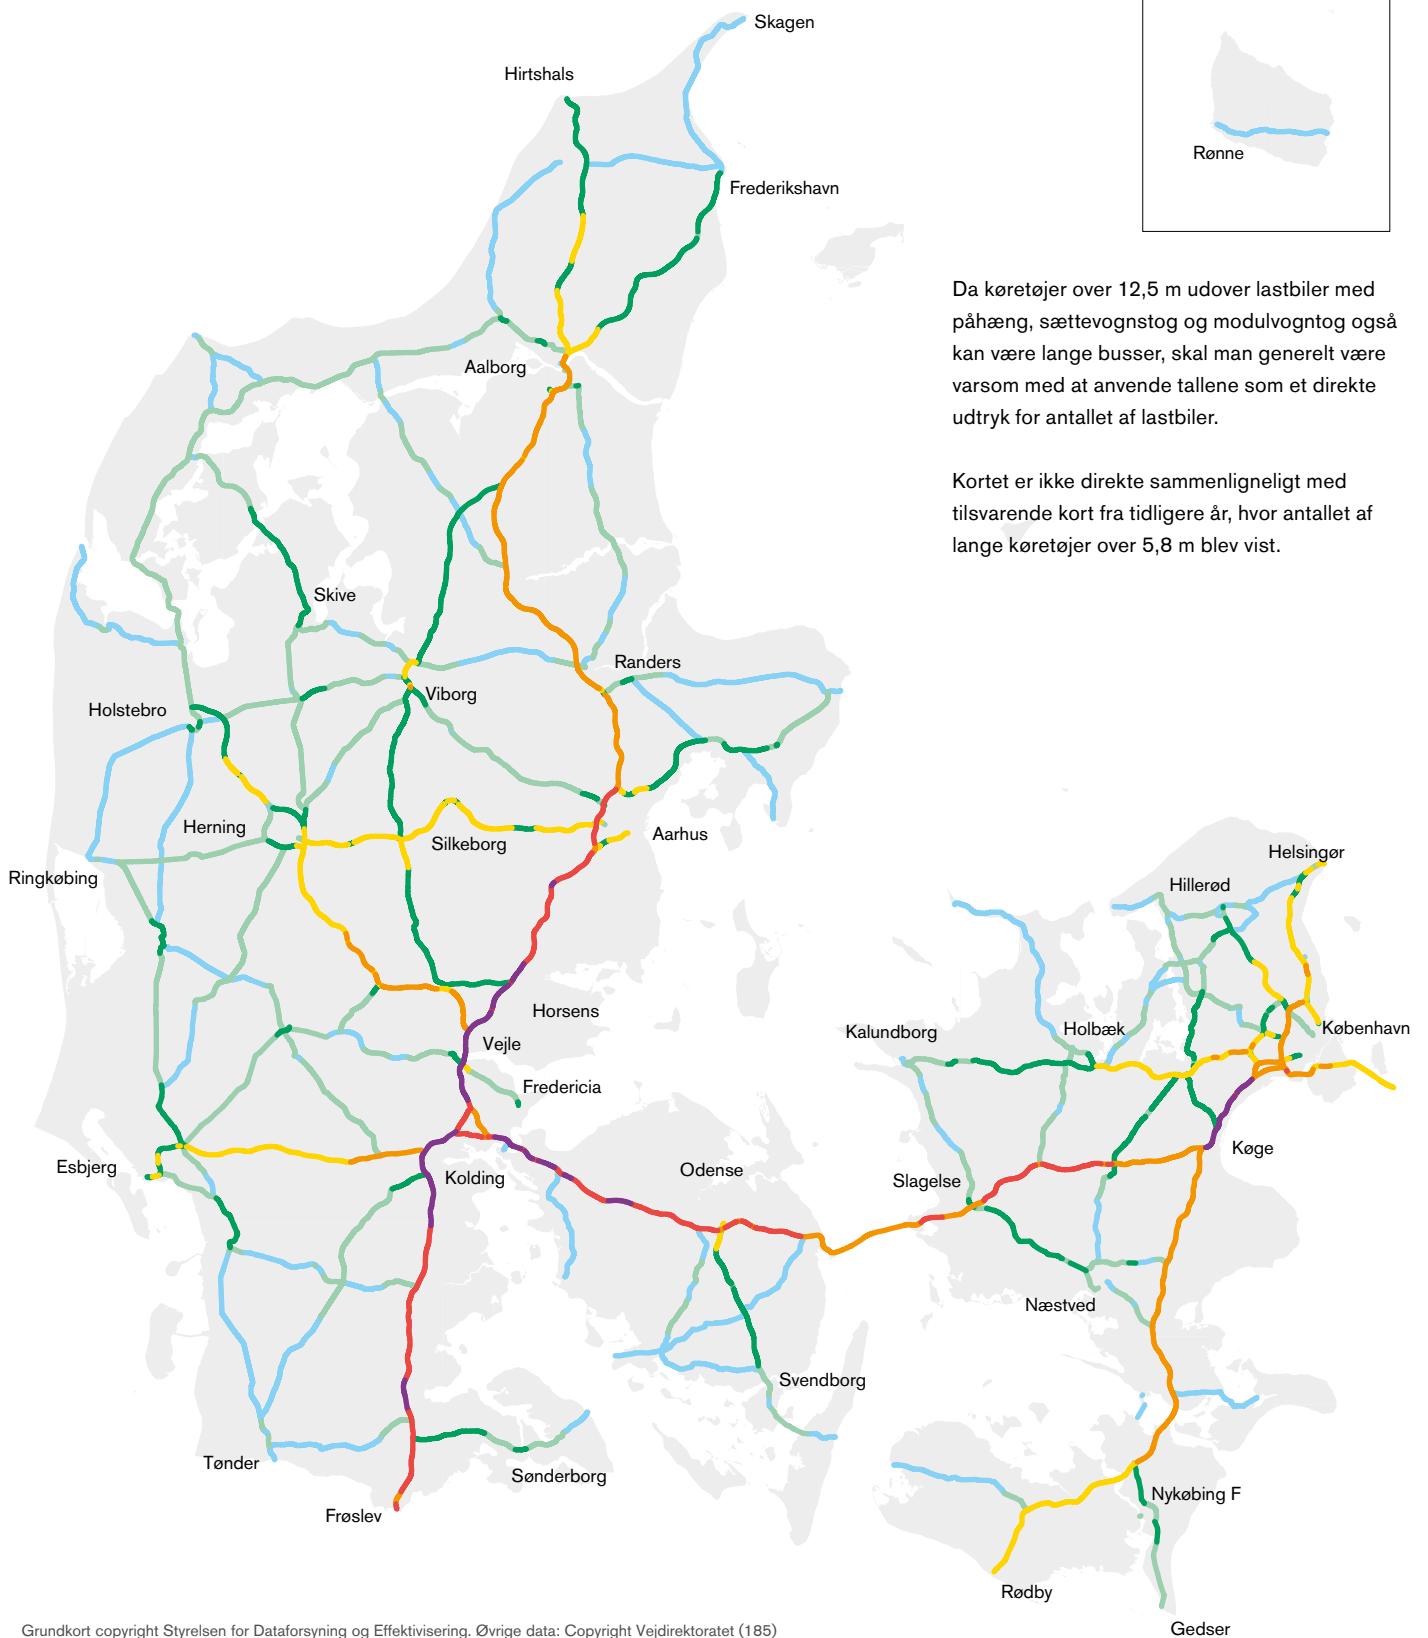 Skagen
Hirtshals
Rønne
Frederikshavn
Da køretøjer over 12,5 m udover lastbiler med
påhæng, sættevognstog og modulvogntog også
kan være lange busser, skal man generelt være
varsom med at anvende tallene som et direkte
udtryk for antallet af lastbiler.
Kortet er ikke direkte sammenligneligt med
tilsvarende kort fra tidligere år, hvor antallet af
lange køretøjer over 5,8 m blev vist.
Aalborg
Skive
Randers
Viborg
Holstebro
Herning
Silkeborg
Aarhus
Ringkøbing
Helsingør
Hillerød
Horsens
Vejle
Fredericia
Kalundborg
Holbæk
København
Esbjerg
Kolding
Odense
Slagelse
Køge
Næstved
Svendborg
Tønder
Sønderborg
Frøslev
Nykøbing F
Rødby
Gedser
Grundkort copyright Styrelsen for Dataforsyning og Effektivisering. Øvrige data: Copyright Vejdirektoratet (185)